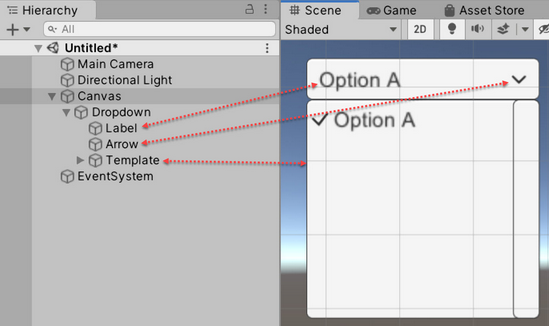 Hierarchy
All
Untitled*
Main Camera
Directional Light
Canvas
Dropdown
Label
Arrow
Template
EventSystem
Scene
Game
Asset Store
Shaded
2D
Option A
Option A